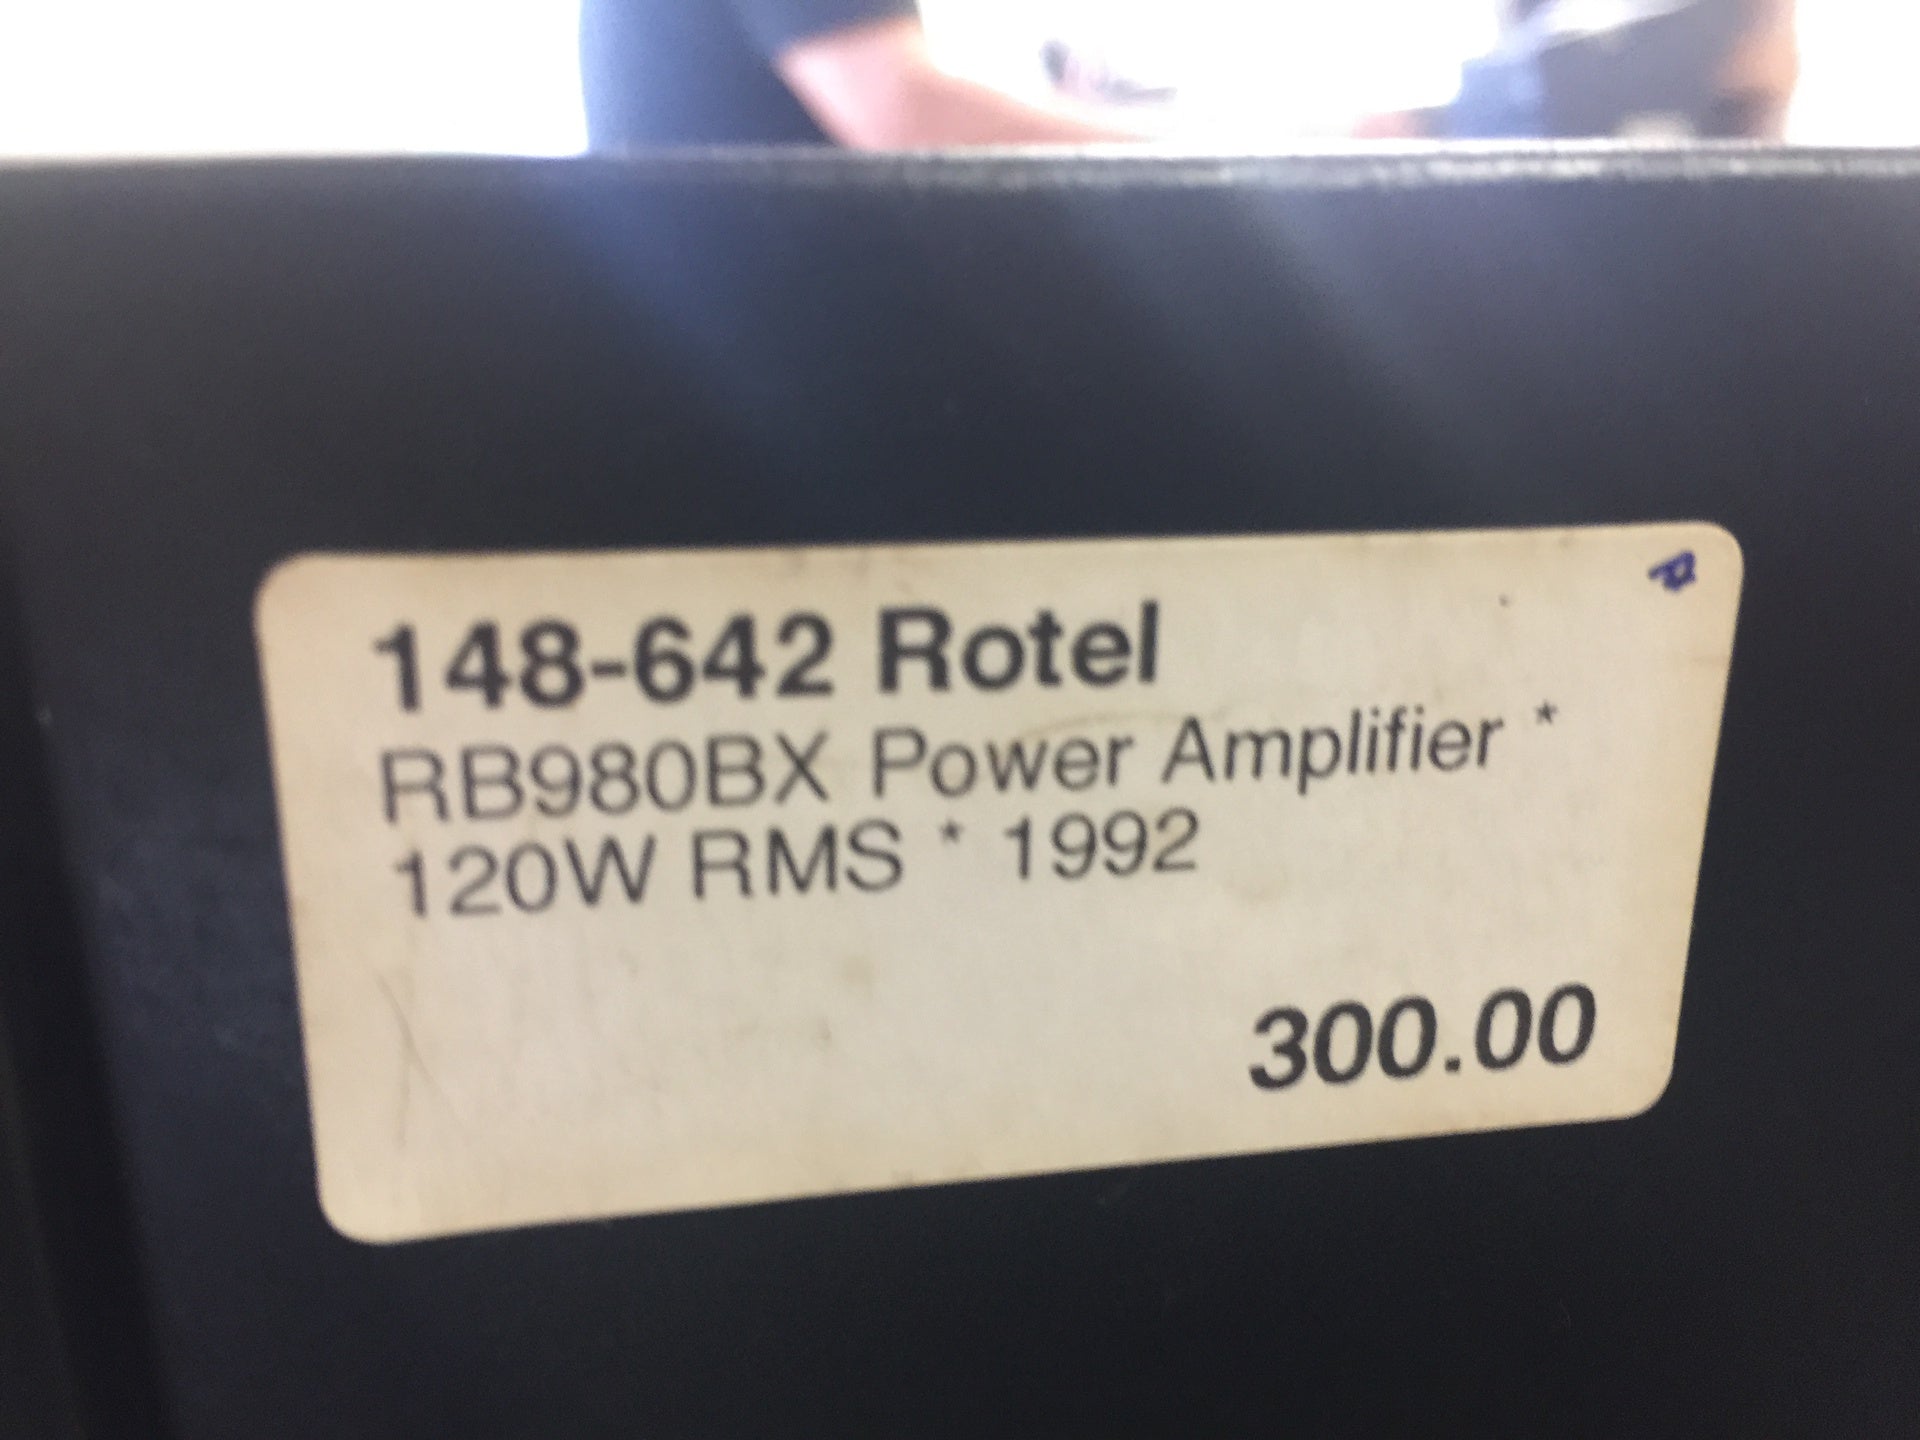 148-642 Rotel
RB980BX Power Amplifier *
120W RMS * 1992
300.00